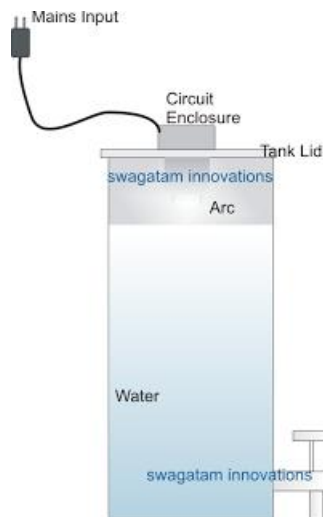 Mains Input
Circuit
Enclosure
Tank Lid
swagatam innovations
Arc
Water
swagatam innovations